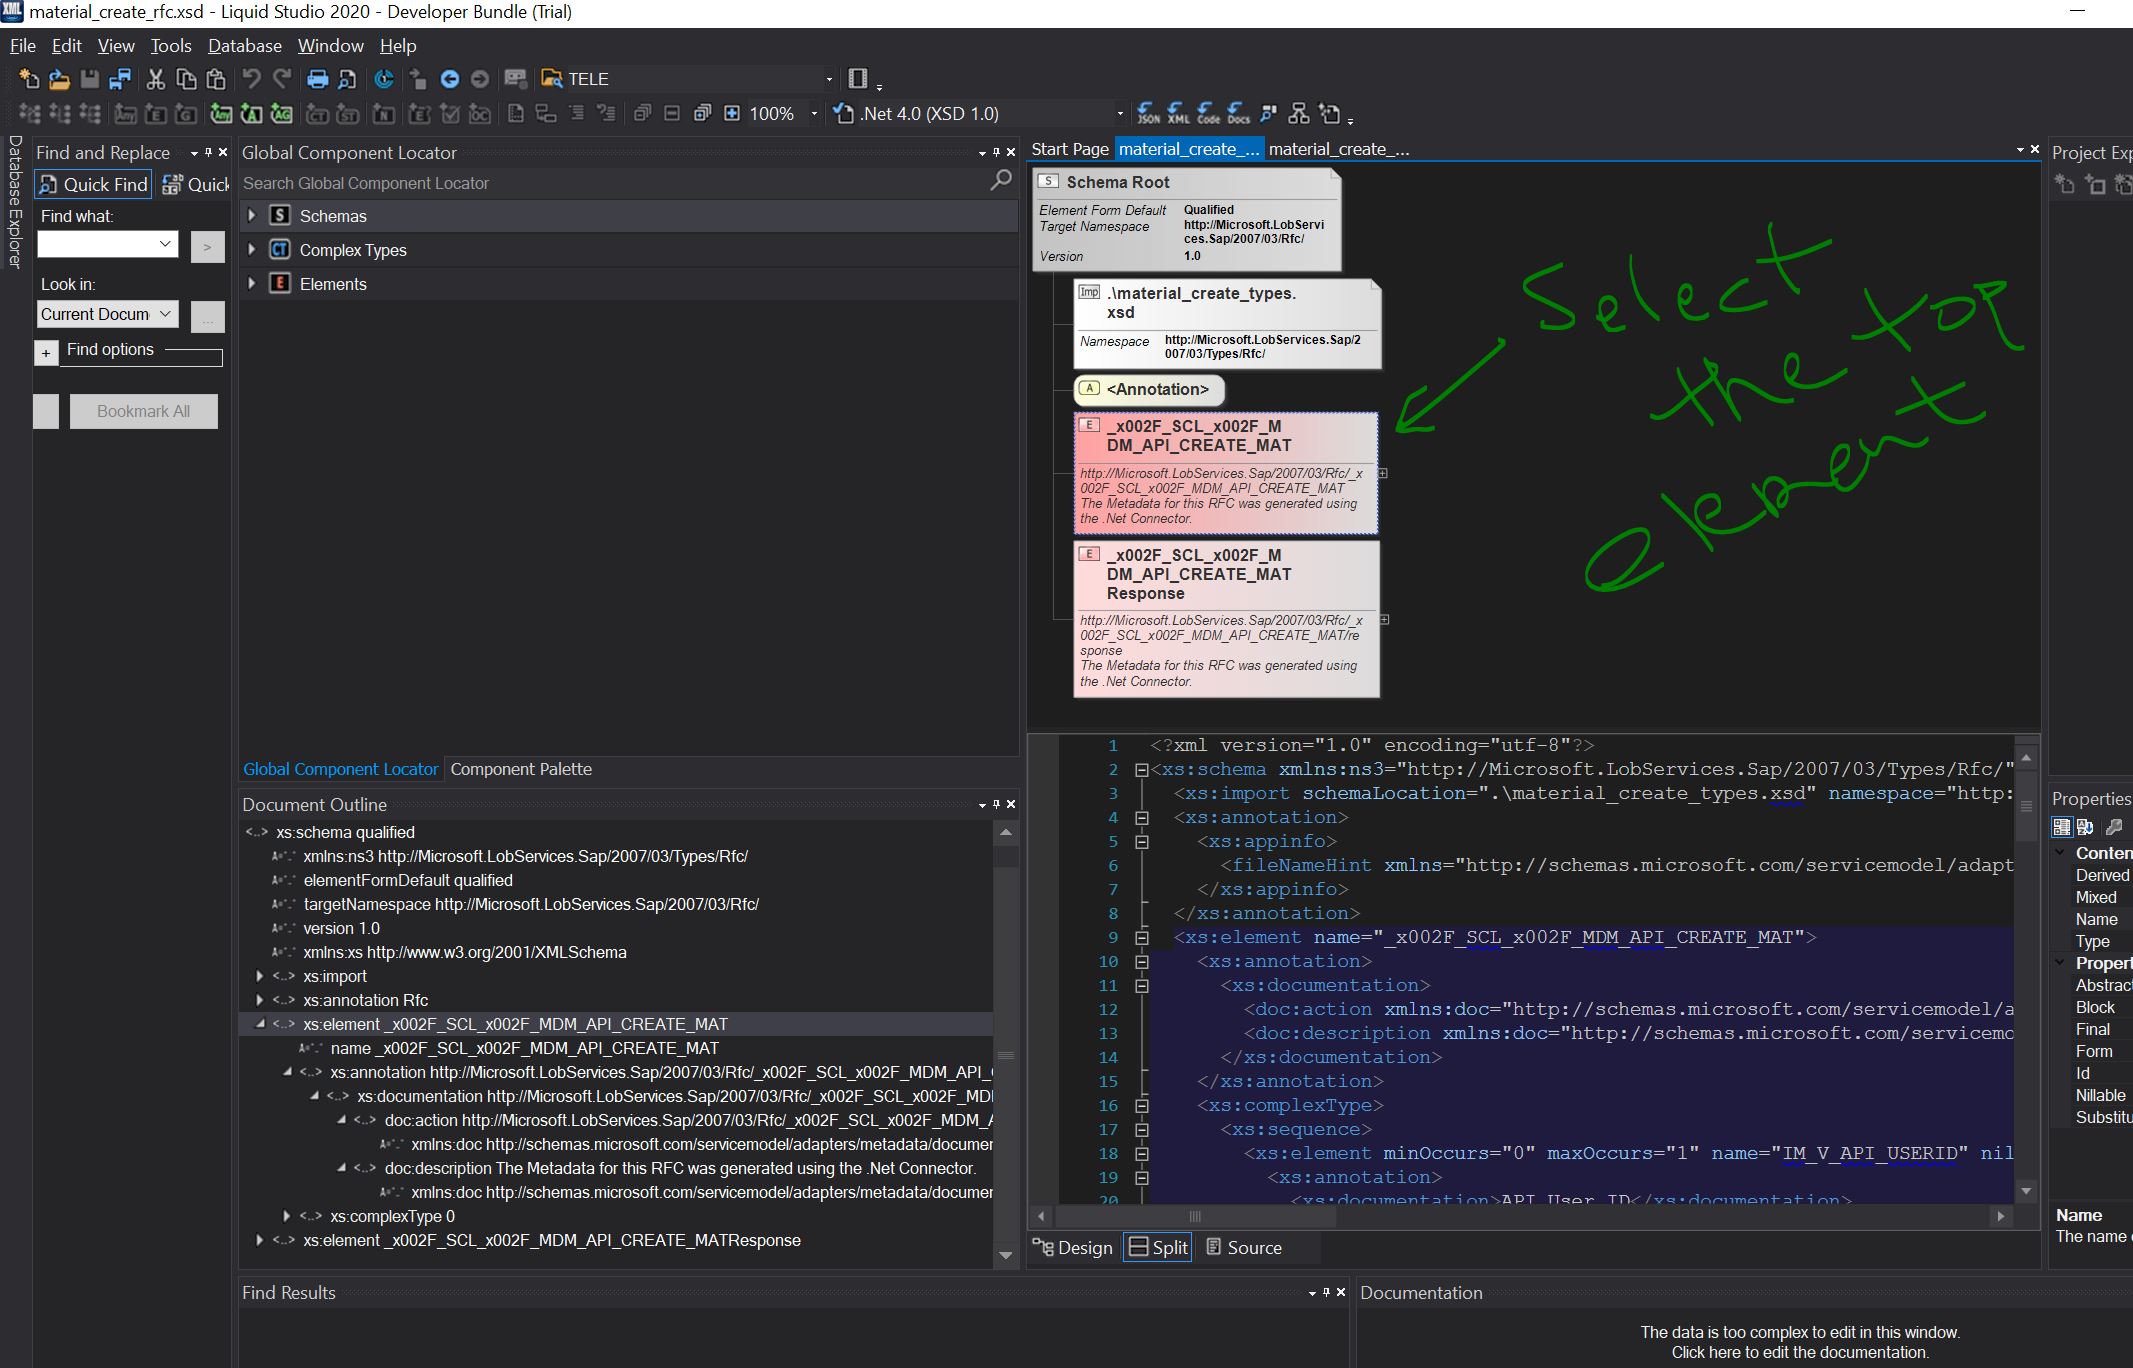 material_create_rfc.xsd - Liquid Studio 2020 - Developer Bundle (Trial)
File Edit View Tools Database Window Help
TELE
100% .Net 4.0 (XSD 1.0) JSON XML Code Docs
Database Explorer
Find and Replace
Quick Find Quick
Find what:
>
Look in:
Current Docum
...
+ Find options
Bookmark All
Global Component Locator
Search Global Component Locator
S Schemas
CT Complex Types
E Elements
Global Component Locator Component Palette
Document Outline
<..> xs:schema qualified
xmlns:ns3 http://Microsoft.LobServices.Sap/2007/03/Types/Rfc/
elementFormDefault qualified
targetNamespace http://Microsoft.LobServices.Sap/2007/03/Rfc/
version 1.0
xmlns:xs http://www.w3.org/2001/XMLSchema
<..> xs:import
<..> xs:annotation Rfc
<..> xs:element _x002F_SCL_x002F_MDM_API_CREATE_MAT
name _x002F_SCL_x002F_MDM_API_CREATE_MAT
<..> xs:annotation http://Microsoft.LobServices.Sap/2007/03/Rfc/_x002F_SCL_x002F_MDM_API_
<..> xs:documentation http://Microsoft.LobServices.Sap/2007/03/Rfc/_x002F_SCL_x002F_MD
<..> doc:action http://Microsoft.LobServices.Sap/2007/03/Rfc/_x002F_SCL_x002F_MDM_A
xmlns:doc http://schemas.microsoft.com/servicemodel/adapters/metadata/documen
<..> doc:description The Metadata for this RFC was generated using the .Net Connector.
xmlns:doc http://schemas.microsoft.com/servicemodel/adapters/metadata/documen
<..> xs:complexType 0
<..> xs:element _x002F_SCL_x002F_MDM_API_CREATE_MATResponse
Start Page material_create_... material_create_...
S Schema Root
Element Form Default Qualified
Target Namespace http://Microsoft.LobServi
ces.Sap/2007/03/Rfc/
Version 1.0
Imp .\material_create_types.
xsd
Namespace http://Microsoft.LobServices.Sap/2
007/03/Types/Rfc/
A <Annotation>
E _x002F_SCL_x002F_M
DM_API_CREATE_MAT
http://Microsoft.LobServices.Sap/2007/03/Rfc/_x
002F_SCL_x002F_MDM_API_CREATE_MAT
The Metadata for this RFC was generated using
the .Net Connector.
E _x002F_SCL_x002F_M
DM_API_CREATE_MAT
Response
http://Microsoft.LobServices.Sap/2007/03/Rfc/_x
002F_SCL_x002F_MDM_API_CREATE_MAT/re
sponse
The Metadata for this RFC was generated using
the .Net Connector.
Select
the top
element
1 <?xml version="1.0" encoding="utf-8"?>
2 <xs:schema xmlns:ns3="http://Microsoft.LobServices.Sap/2007/03/Types/Rfc/"
3 <xs:import schemaLocation=".\material_create_types.xsd" namespace="http:
4 <xs:annotation>
5 <xs:appinfo>
6 <fileNameHint xmlns="http://schemas.microsoft.com/servicemodel/adapt
7 </xs:appinfo>
8 </xs:annotation>
9 <xs:element name="_x002F_SCL_x002F_MDM_API_CREATE_MAT">
10 <xs:annotation>
11 <xs:documentation>
12 <doc:action xmlns:doc="http://schemas.microsoft.com/servicemodel/a
13 <doc:description xmlns:doc="http://schemas.microsoft.com/servicemo
14 </xs:documentation>
15 </xs:annotation>
16 <xs:complexType>
17 <xs:sequence>
18 <xs:element minOccurs="0" maxOccurs="1" name="IM_V_API_USERID" nil
19 <xs:annotation>
20 <xs:documentation>API User ID</xs:documentation>
Design Split Source
Project Exp
Properties
Conten
Derived
Mixed
Name
Type
Propert
Abstrac
Block
Final
Form
Id
Nillable
Substitu
Name
The name
Find Results
Documentation
The data is too complex to edit in this window.
Click here to edit the documentation.